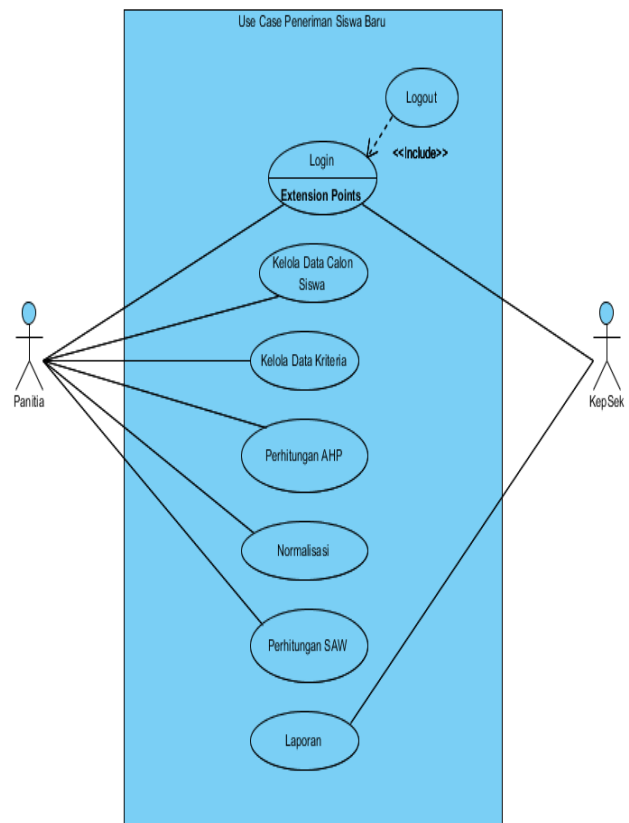 Use Case Peneriman Siswa Baru
Logout
<<Include>>
Login
Extension Points
Kelola Data Calon
Siswa
Kelola Data Kriteria
Panitia
KepSek
Perhitungan AHP
Normalisasi
Perhitungan SAW
Laporan